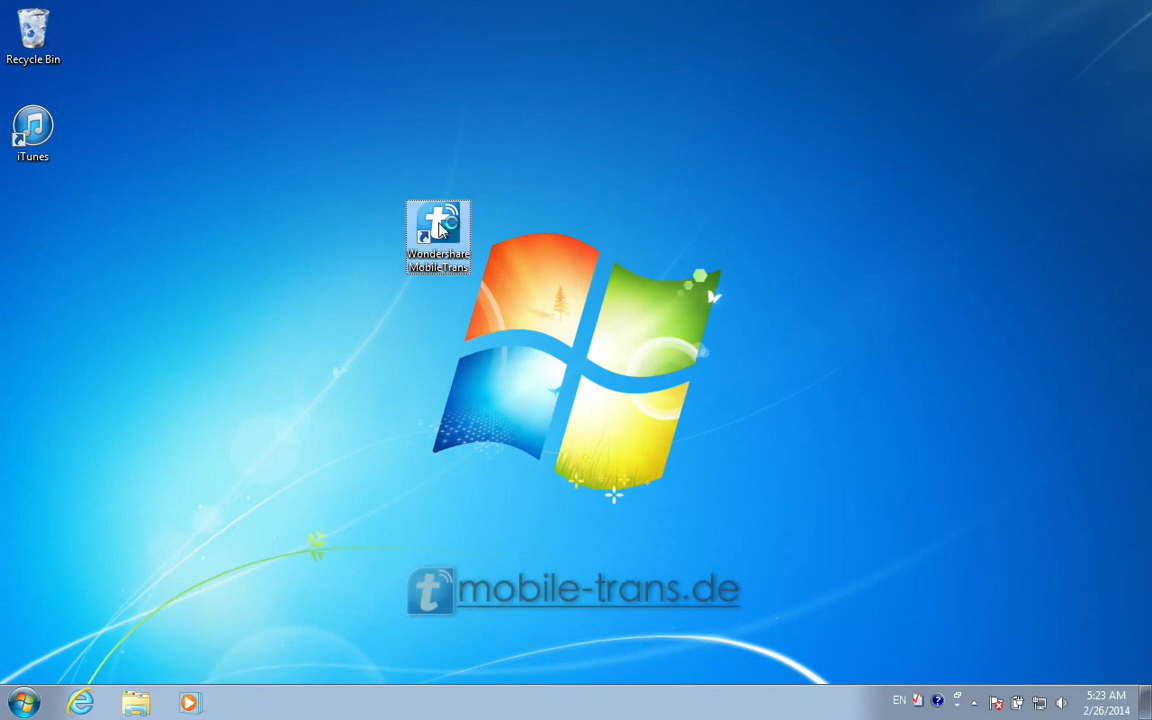 Recycle Bin
iTunes
Wondershare
MobileTrans
mobile-trans.de
EN
5:23 AM
2/26/2014